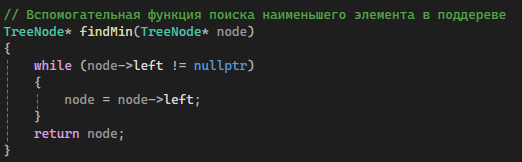 // Вспомогательная функция поиска наименьшего элемента в поддереве
TreeNode* findMin(TreeNode* node)
{
    while (node->left != nullptr)
    {
        node = node->left;
    }
    return node;
}